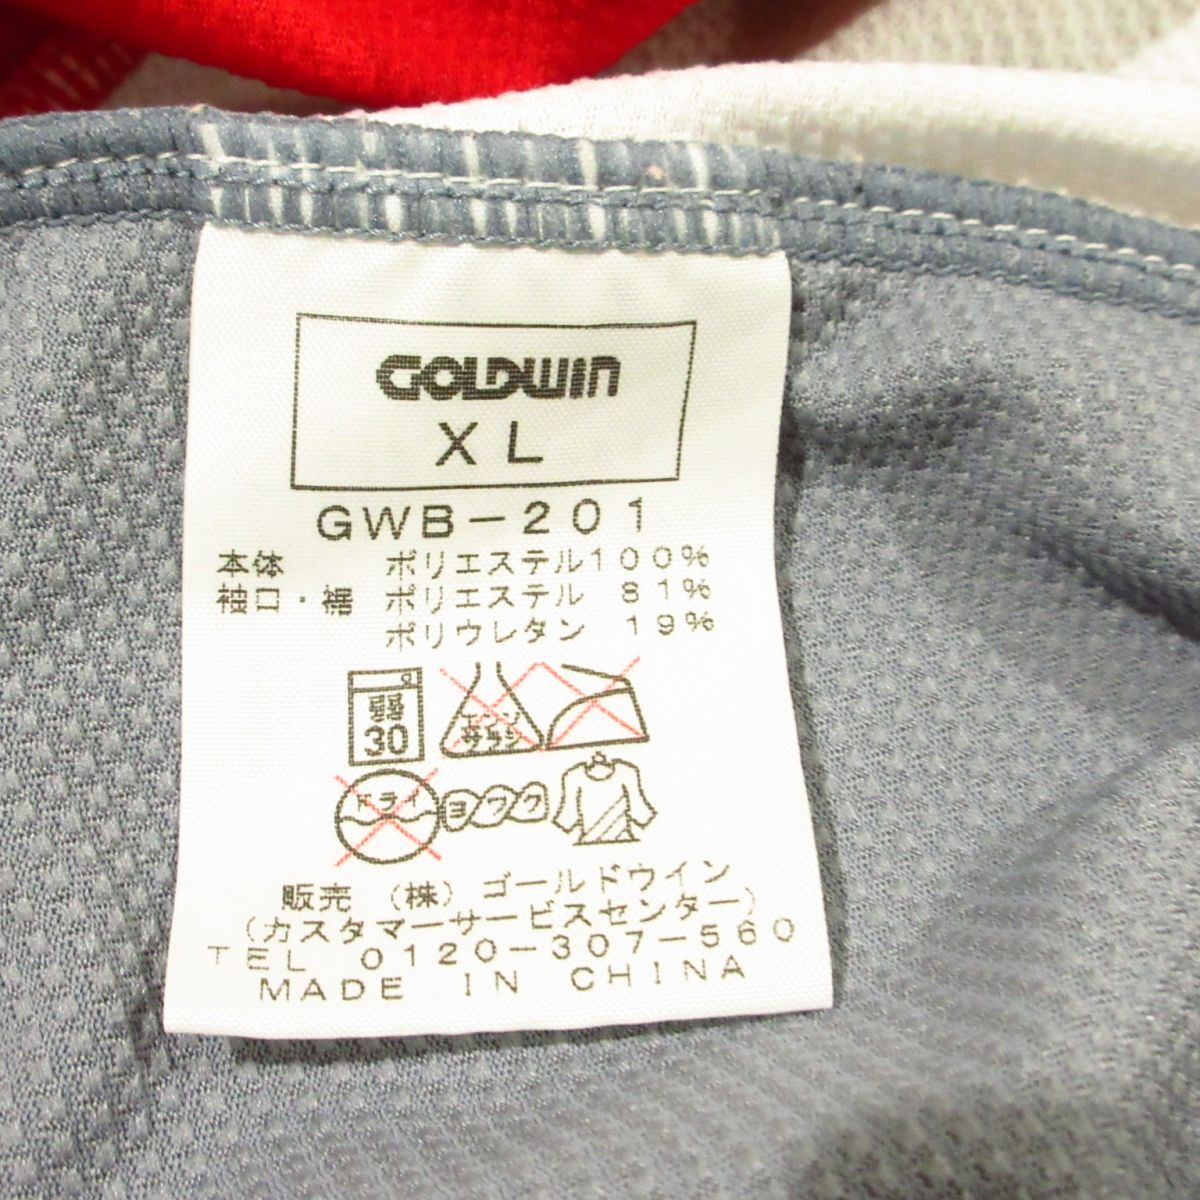 GOLDWIN
XL
GWB-201
本体 ポリエステル100%
袖口・裾 ポリエステル 81%
ポリウレタン 19%
弱
30
エンソ
サラシ
ドライ
ヨワク
販売 (株) ゴールドウイン
(カスタマーサービスセンター)
TEL 0120-307-560
MADE IN CHINA